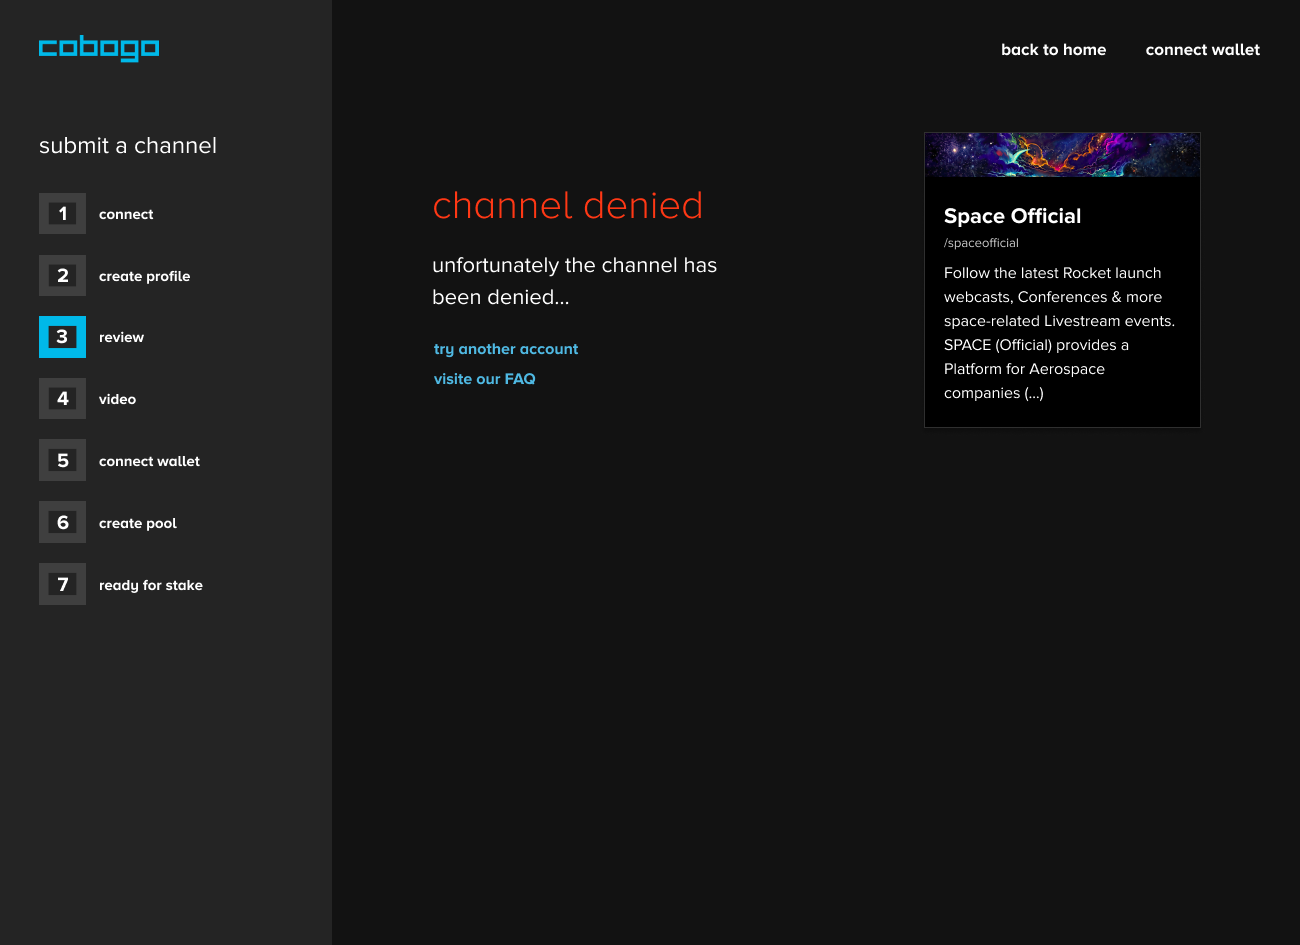 cobogo
back to home
connect wallet
submit a channel
1 connect
2 create profile
3 review
4 video
5 connect wallet
6 create pool
7 ready for stake
channel denied
unfortunately the channel has
been denied...
try another account
visite our FAQ
Space Official
/spaceofficial
Follow the latest Rocket launch
webcasts, Conferences & more
space-related Livestream events.
SPACE (Official) provides a
Platform for Aerospace
companies (...)